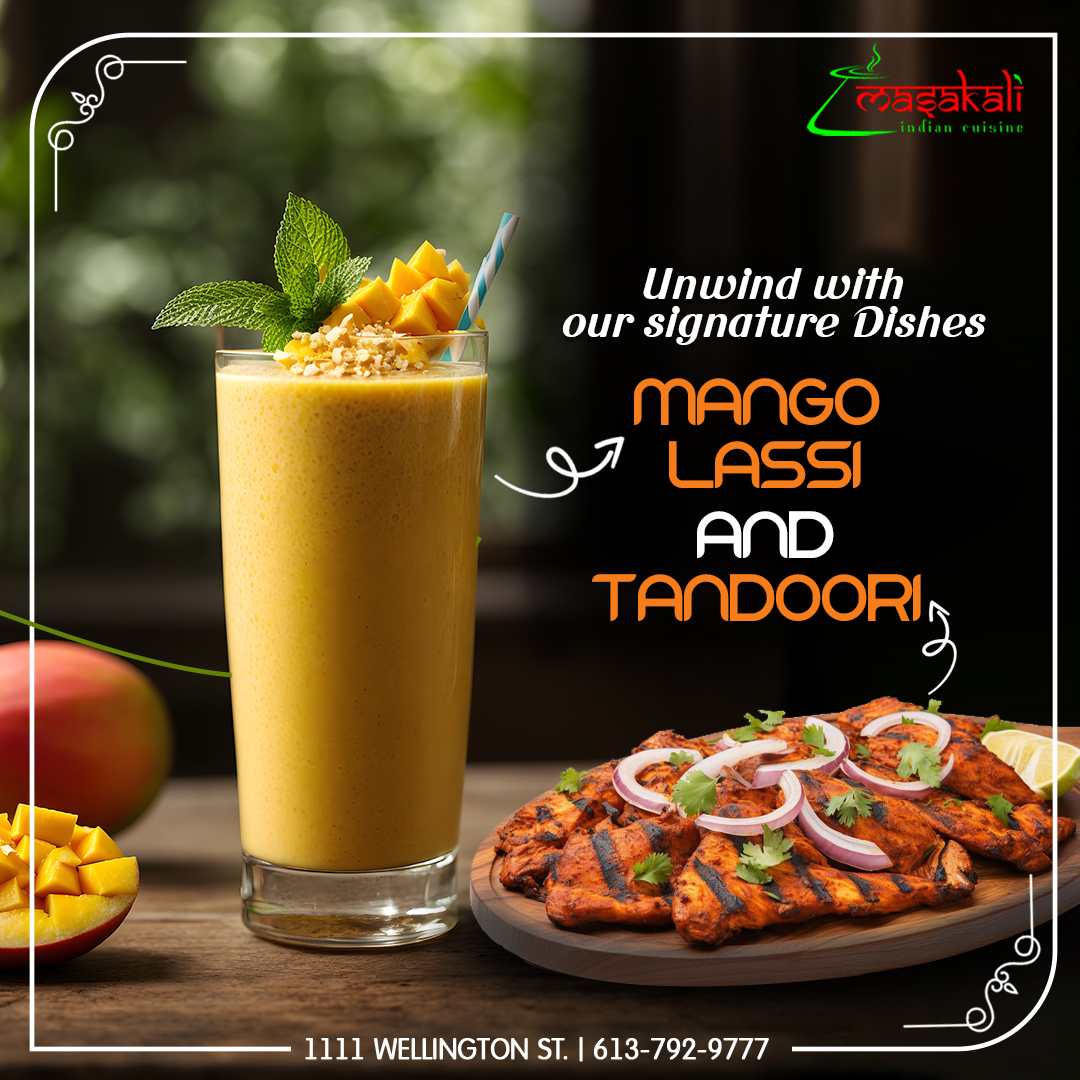 masakali
indian cuisine
Unwind with
our signature Dishes
MANGO
LASSI
AND
TANDOORI
1111 WELLINGTON ST. | 613-792-9777